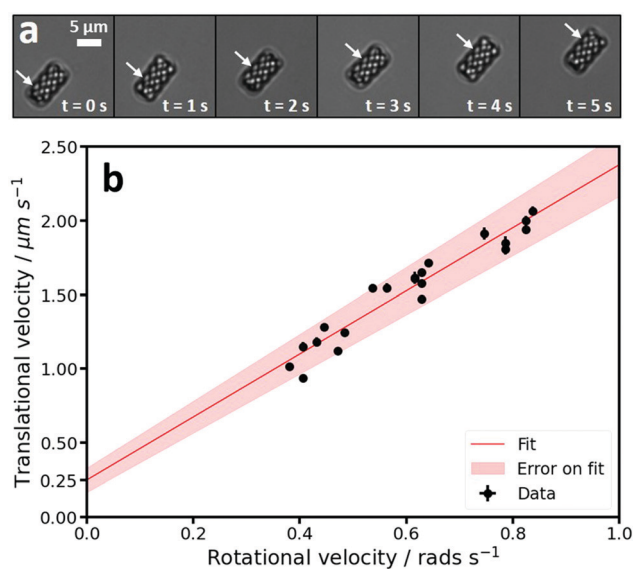 a
5 μm
t = 0 s
t = 1 s
t = 2 s
t = 3 s
t = 4 s
t = 5 s
b
Translational velocity / μm s⁻¹
2.50
2.00
1.50
1.00
0.50
0.25
0.00
Fit
Error on fit
Data
0.0 0.2 0.4 0.6 0.8 1.0
Rotational velocity / rads s⁻¹